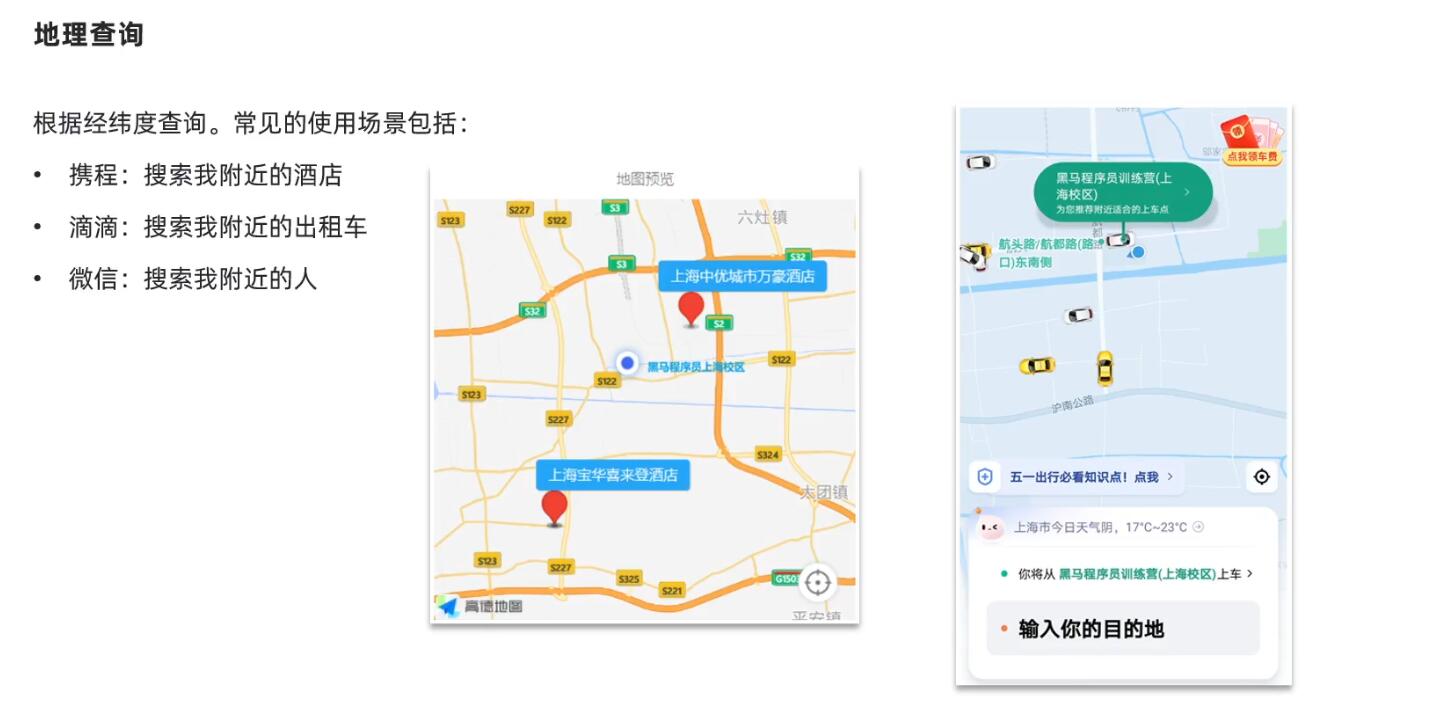 地理查询
根据经纬度查询。常见的使用场景包括：
• 携程：搜索我附近的酒店
• 滴滴：搜索我附近的出租车
• 微信：搜索我附近的人
地图预览
S123
S227
S122
S3
六灶镇
S3
S32
上海中优城市万豪酒店
S32
S2
黑马程序员上海校区
S122
S122
S123
S227
S324
上海宝华喜来登酒店
大团镇
S123
S227
S325
S221
G1503
高德地图
平安镇
点我领车费
黑马程序员训练营(上
海校区)
为您推荐附近适合的上车点
航头路/航都路(路
口)东南侧
沪南公路
五一出行必看知识点！点我
上海市今日天气阴，17°C~23°C
你将从 黑马程序员训练营(上海校区)上车
输入你的目的地